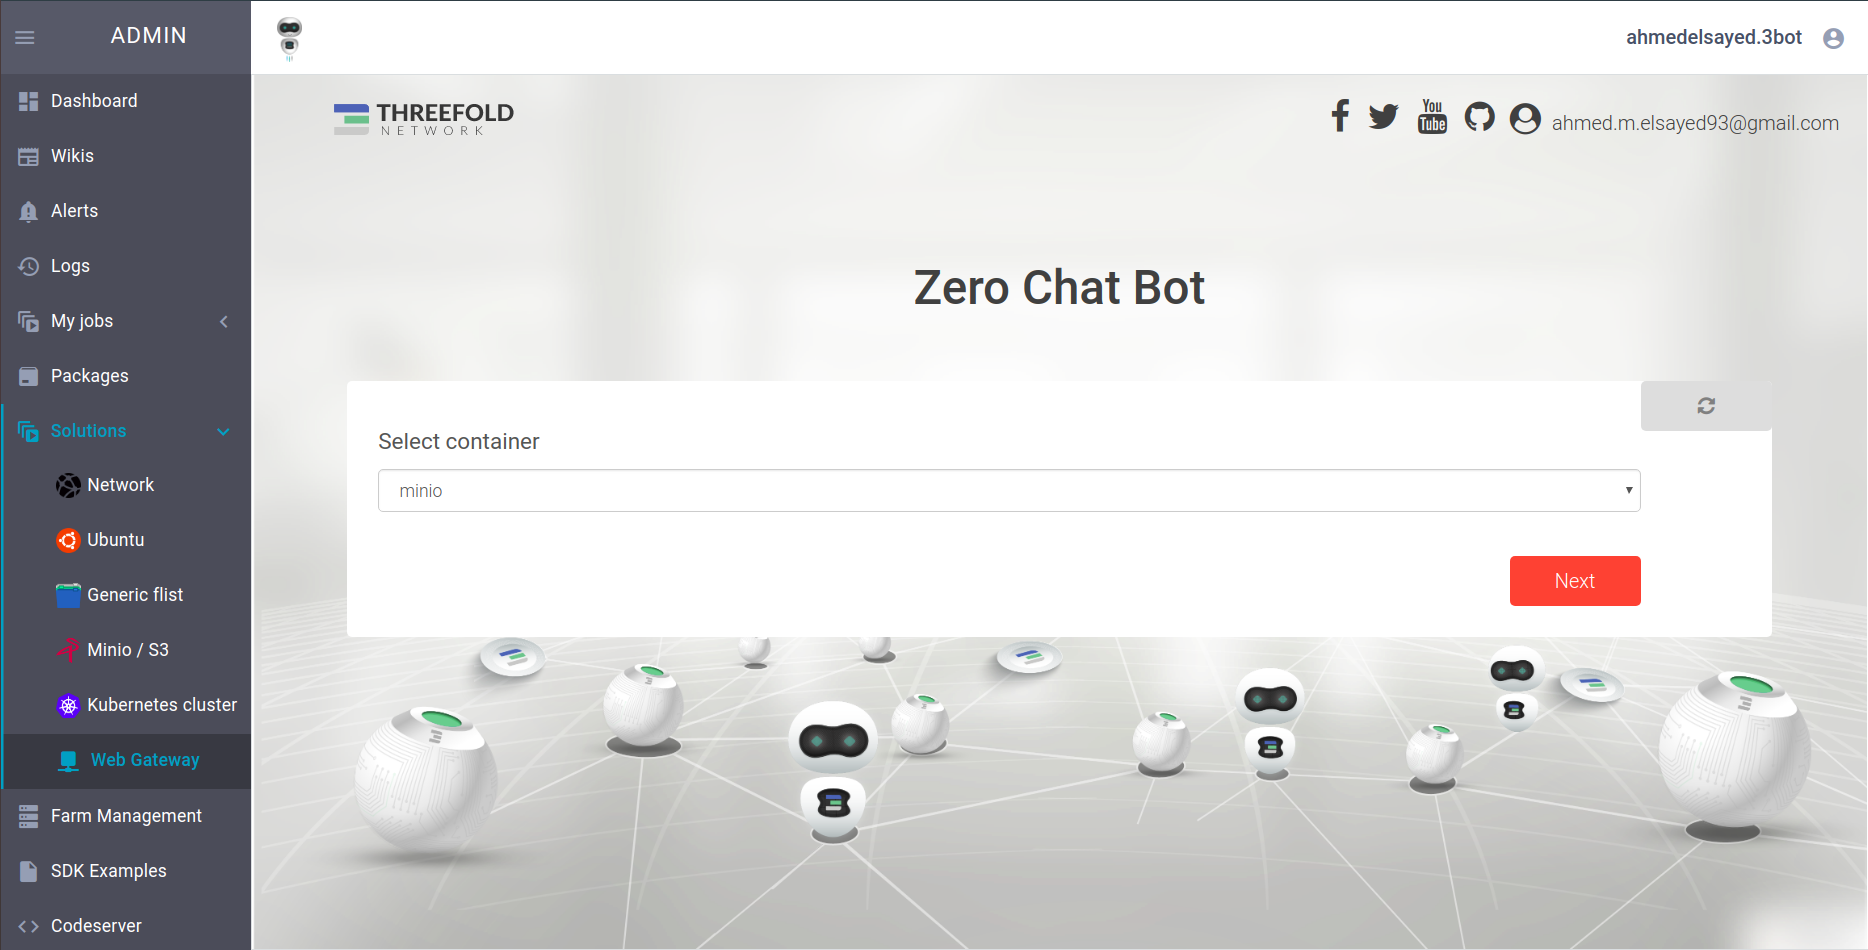 ADMIN
ahmedelsayed.3bot
Dashboard
Wikis
Alerts
Logs
My jobs
Packages
Solutions
Network
Ubuntu
Generic flist
Minio / S3
Kubernetes cluster
Web Gateway
Farm Management
SDK Examples
Codeserver
THREEFOLD
NETWORK
You
Tube
ahmed.m.elsayed93@gmail.com
Zero Chat Bot
Select container
minio
Next